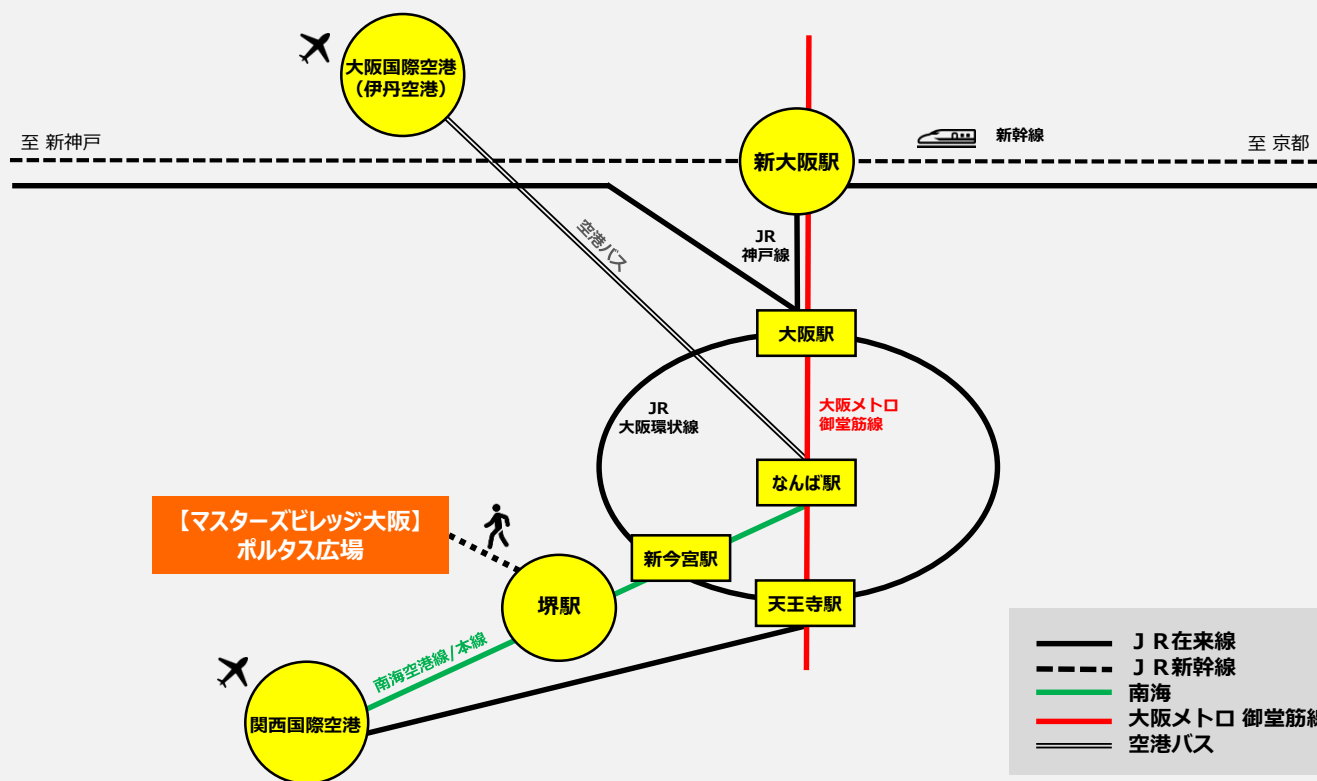 大阪国際空港
（伊丹空港）
至 新神戸
新大阪駅
新幹線
至 京都
空港バス
JR
神戸線
大阪駅
JR
大阪環状線
大阪メトロ
御堂筋線
なんば駅
【マスターズビレッジ大阪】
ポルタス広場
新今宮駅
堺駅
天王寺駅
南海空港線/本線
関西国際空港
ＪＲ在来線
ＪＲ新幹線
南海
大阪メトロ 御堂筋線
空港バス